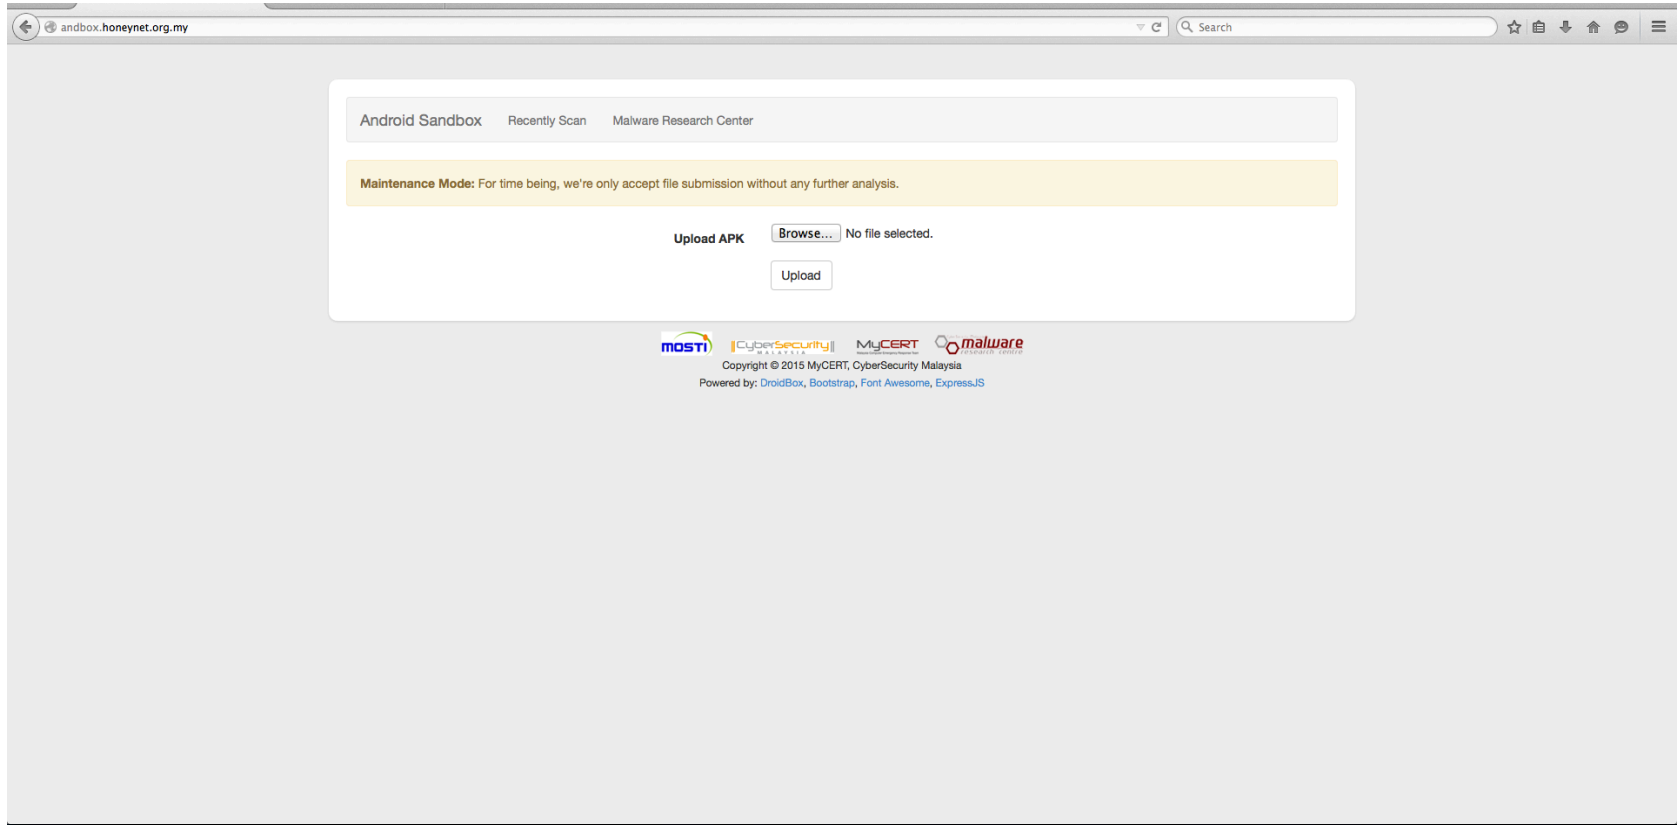 andbox.honeynet.org.my
Search
Android Sandbox Recently Scan Malware Research Center
Maintenance Mode: For time being, we're only accept file submission without any further analysis.
Upload APK Browse... No file selected.
Upload
mosti CyberSecurity MyCERT malware
MALAYSIA research centre
Copyright © 2015 MyCERT, CyberSecurity Malaysia
Powered by: DroidBox, Bootstrap, Font Awesome, ExpressJS